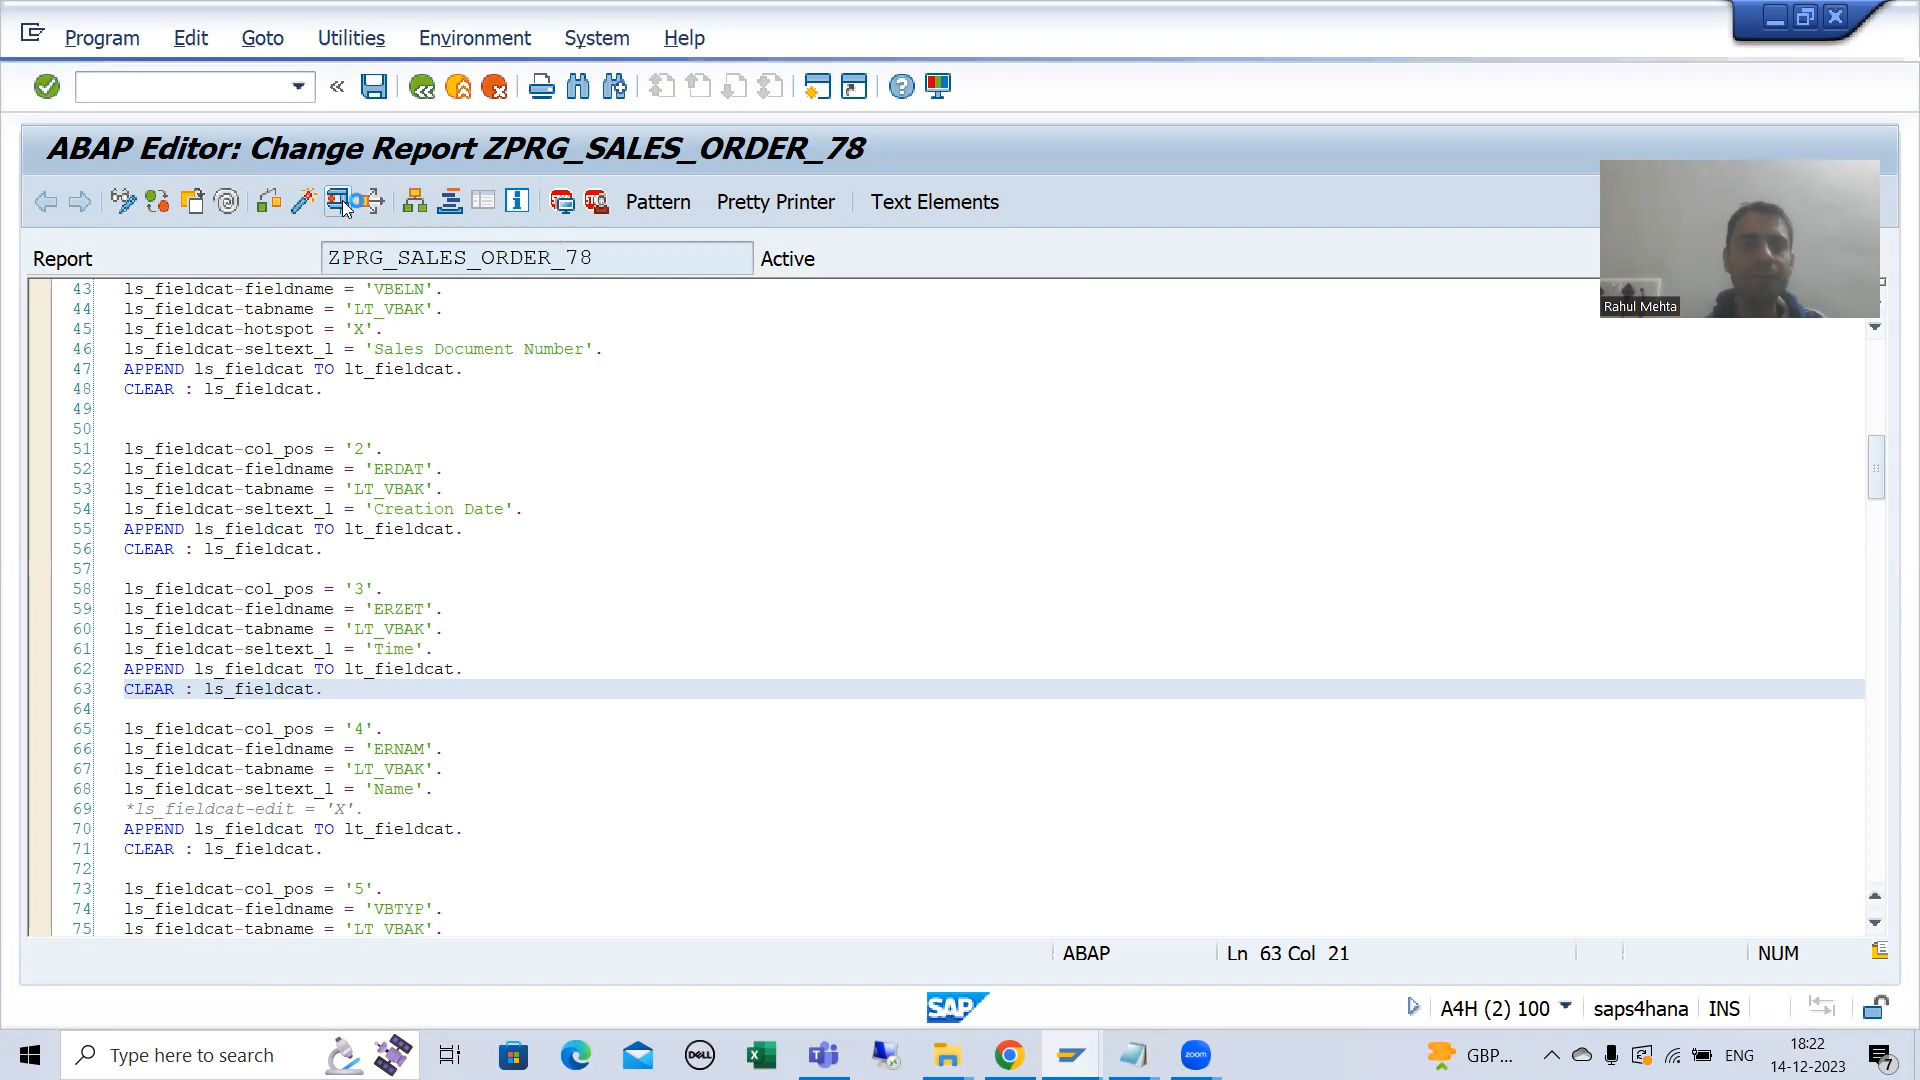 Program Edit Goto Utilities Environment System Help
ABAP Editor: Change Report ZPRG_SALES_ORDER_78
Pattern Pretty Printer Text Elements
Report ZPRG_SALES_ORDER_78 Active
Rahul Mehta
43 ls_fieldcat-fieldname = 'VBELN'.
44 ls_fieldcat-tabname = 'LT_VBAK'.
45 ls_fieldcat-hotspot = 'X'.
46 ls_fieldcat-seltext_l = 'Sales Document Number'.
47 APPEND ls_fieldcat TO lt_fieldcat.
48 CLEAR : ls_fieldcat.
49
50
51 ls_fieldcat-col_pos = '2'.
52 ls_fieldcat-fieldname = 'ERDAT'.
53 ls_fieldcat-tabname = 'LT_VBAK'.
54 ls_fieldcat-seltext_l = 'Creation Date'.
55 APPEND ls_fieldcat TO lt_fieldcat.
56 CLEAR : ls_fieldcat.
57
58 ls_fieldcat-col_pos = '3'.
59 ls_fieldcat-fieldname = 'ERZET'.
60 ls_fieldcat-tabname = 'LT_VBAK'.
61 ls_fieldcat-seltext_l = 'Time'.
62 APPEND ls_fieldcat TO lt_fieldcat.
63 CLEAR : ls_fieldcat.
64
65 ls_fieldcat-col_pos = '4'.
66 ls_fieldcat-fieldname = 'ERNAM'.
67 ls_fieldcat-tabname = 'LT_VBAK'.
68 ls_fieldcat-seltext_l = 'Name'.
69 *ls_fieldcat-edit = 'X'.
70 APPEND ls_fieldcat TO lt_fieldcat.
71 CLEAR : ls_fieldcat.
72
73 ls_fieldcat-col_pos = '5'.
74 ls_fieldcat-fieldname = 'VBTYP'.
75 ls_fieldcat-tabname = 'LT_VBAK'.
ABAP Ln 63 Col 21 NUM
SAP A4H (2) 100 saps4hana INS
Type here to search DELL zoom GBP... ENG 18:22
14-12-2023 7